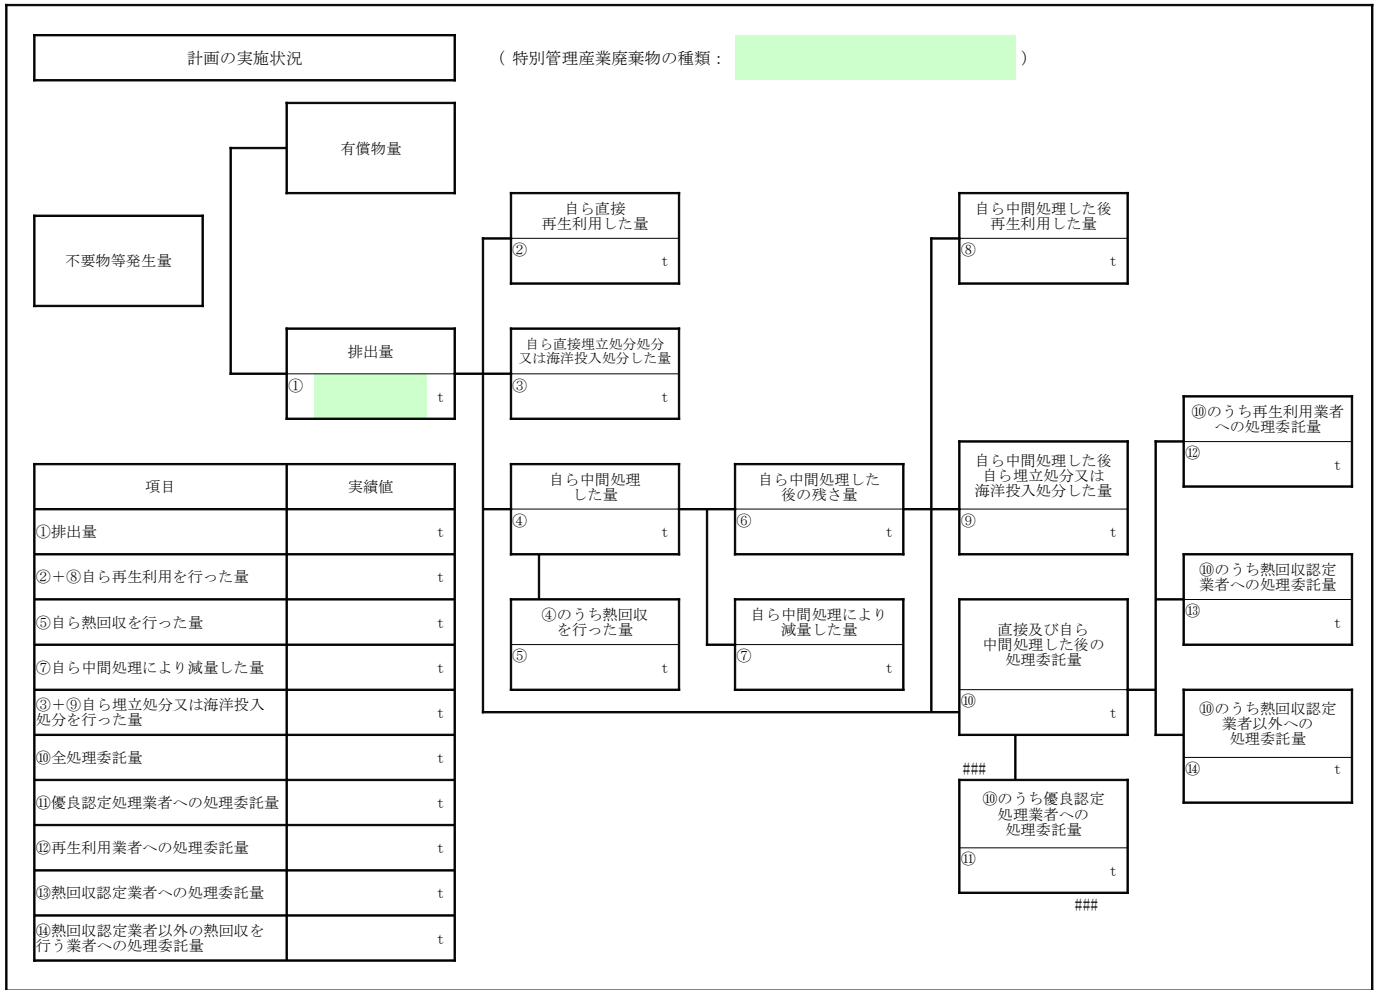 計画の実施状況
（ 特別管理産業廃棄物の種類：
）
有償物量
不要物等発生量
排出量
①
t
自ら直接
再生利用した量
②
t
自ら直接埋立処分処分
又は海洋投入処分した量
③
t
自ら中間処理
した量
④
t
④のうち熱回収
を行った量
⑤
t
自ら中間処理した
後の残さ量
⑥
t
自ら中間処理により
減量した量
⑦
t
自ら中間処理した後
再生利用した量
⑧
t
自ら中間処理した後
自ら埋立処分又は
海洋投入処分した量
⑨
t
直接及び自ら
中間処理した後の
処理委託量
⑩
t
###
⑩のうち優良認定
処理業者への
処理委託量
⑪
t
###
⑩のうち再生利用業者
への処理委託量
⑫
t
⑩のうち熱回収認定
業者への処理委託量
⑬
t
⑩のうち熱回収認定
業者以外への
処理委託量
⑭
t
項目 実績値
①排出量 t
②＋⑧自ら再生利用を行った量 t
⑤自ら熱回収を行った量 t
⑦自ら中間処理により減量した量 t
③＋⑨自ら埋立処分又は海洋投入
処分を行った量 t
⑩全処理委託量 t
⑪優良認定処理業者への処理委託量 t
⑫再生利用業者への処理委託量 t
⑬熱回収認定業者への処理委託量 t
⑭熱回収認定業者以外の熱回収を
行う業者への処理委託量 t